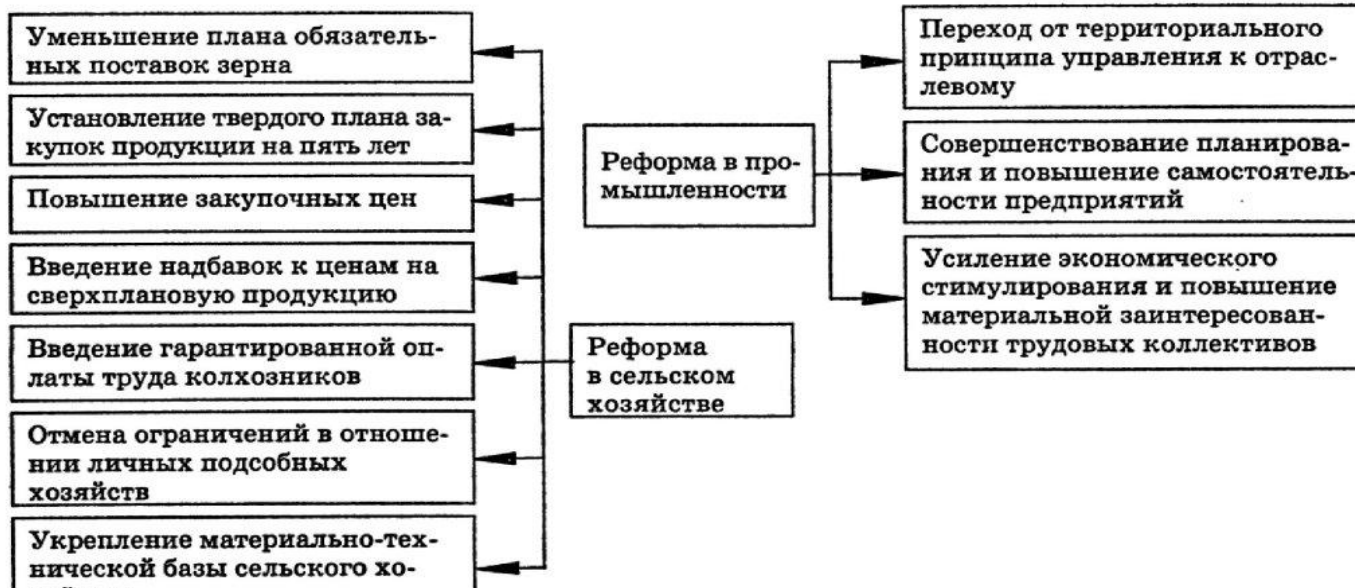 Уменьшение плана обязатель-
ных поставок зерна
Установление твердого плана за-
купок продукции на пять лет
Повышение закупочных цен
Введение надбавок к ценам на
сверхплановую продукцию
Введение гарантированной оп-
латы труда колхозников
Отмена ограничений в отноше-
нии личных подсобных
хозяйств
Укрепление материально-тех-
нической базы сельского хо-
Реформа в про-
мышленности
Реформа
в сельском
хозяйстве
Переход от территориального
принципа управления к отрас-
левому
Совершенствование планирова-
ния и повышение самостоятель-
ности предприятий
Усиление экономического
стимулирования и повышение
материальной заинтересован-
ности трудовых коллективов